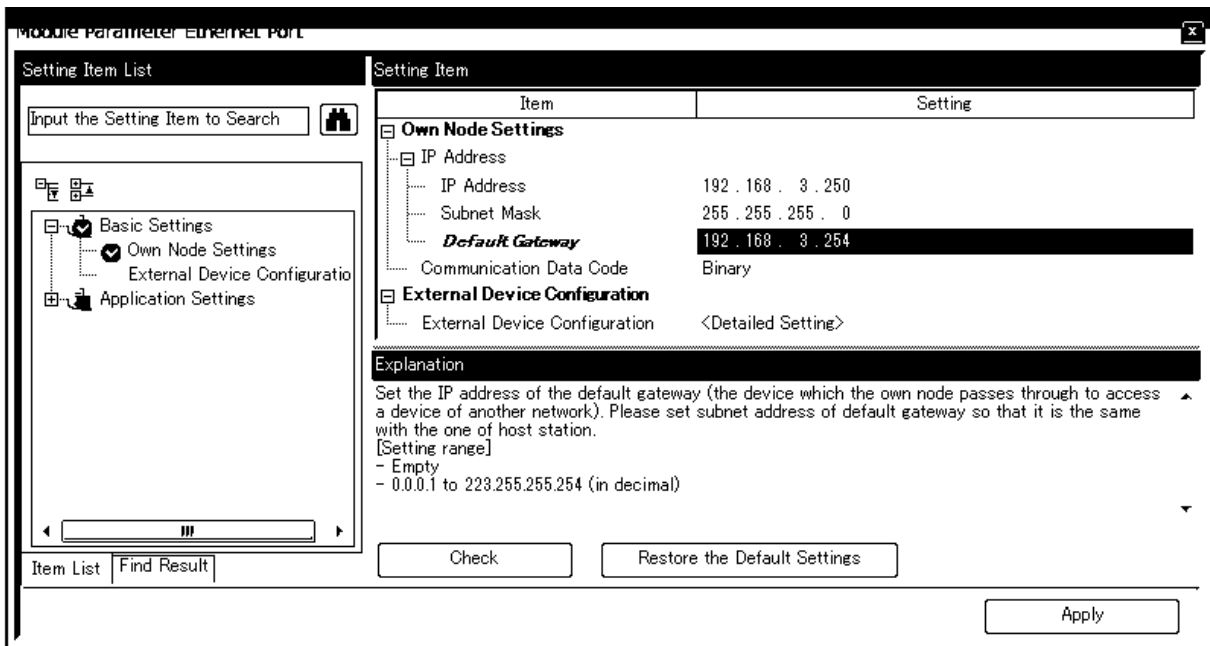 Module Parameter Ethernet Port
Setting Item List
Input the Setting Item to Search
Basic Settings
Own Node Settings
External Device Configuratio
Application Settings
Item List
Find Result
Setting Item
Item Setting
Own Node Settings
IP Address
IP Address 192 . 168 . 3 . 250
Subnet Mask 255 . 255 . 255 . 0
Default Gateway 192 . 168 . 3 . 254
Communication Data Code Binary
External Device Configuration
External Device Configuration <Detailed Setting>
Explanation
Set the IP address of the default gateway (the device which the own node passes through to access
a device of another network). Please set subnet address of default gateway so that it is the same
with the one of host station.
[Setting range]
- Empty
- 0.0.0.1 to 223.255.255.254 (in decimal)
Check
Restore the Default Settings
Apply